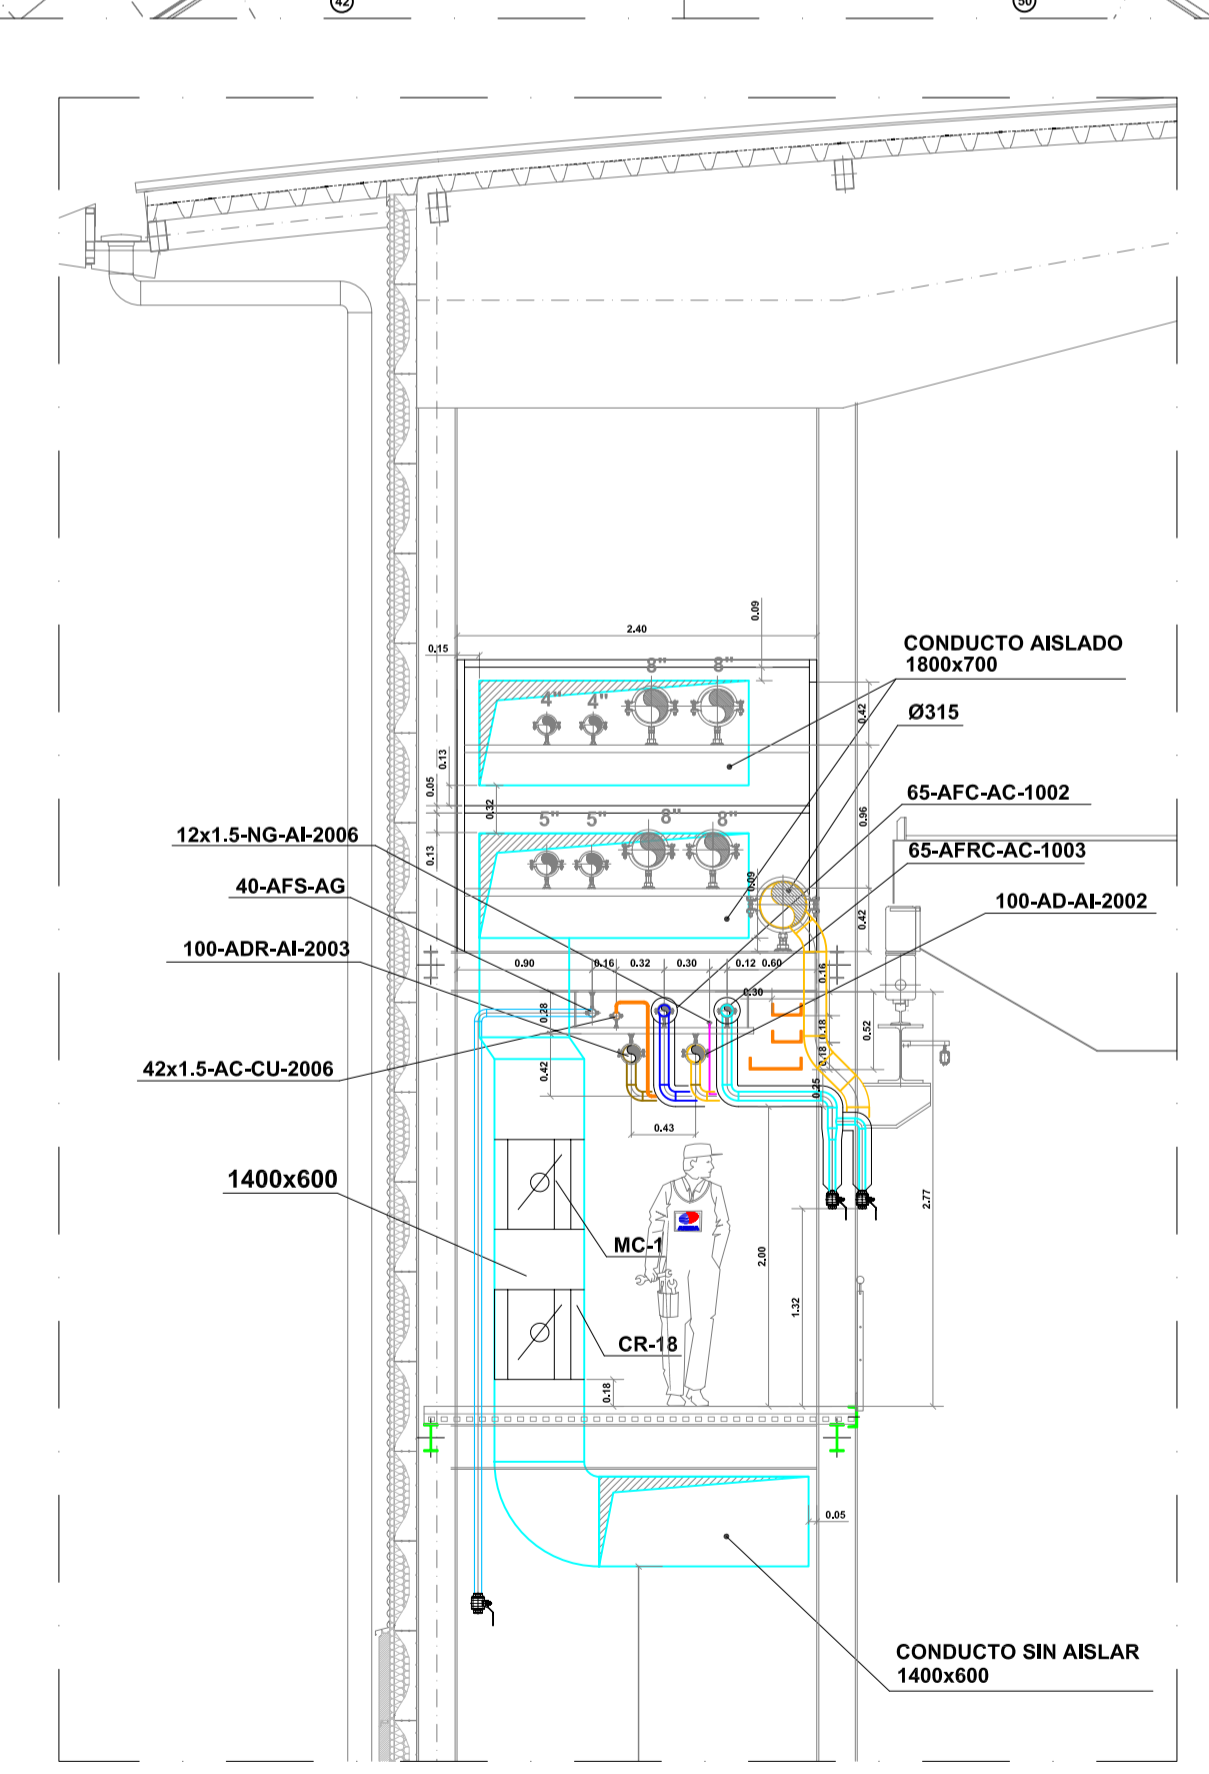 42
50
0.09
2.40
CONDUCTO AISLADO
1800x700
0.15
8"
8"
4"
4"
0.42
Ø315
0.13
0.05
0.32
0.96
65-AFC-AC-1002
5"
5"
8"
8"
12x1.5-NG-AI-2006
0.13
65-AFRC-AC-1003
40-AFS-AG
0.09
100-AD-AI-2002
0.42
100-ADR-AI-2003
0.90
0.16
0.32
0.30
0.12
0.60
0.16
0.30
0.28
0.18
0.52
42x1.5-AC-CU-2006
0.42
0.18
0.25
0.43
1400x600
2.77
MC-1
2.00
1.32
CR-18
0.18
0.05
CONDUCTO SIN AISLAR
1400x600